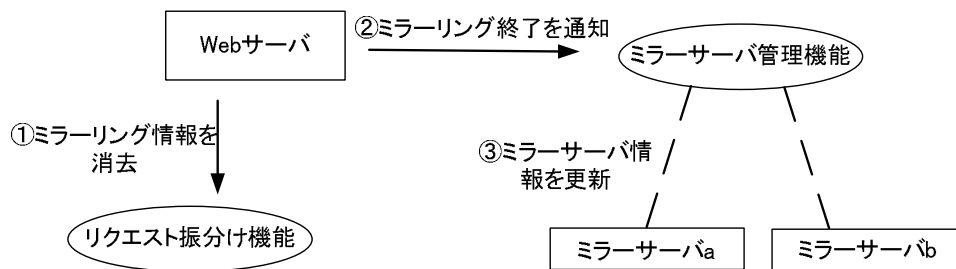 Webサーバ
②ミラーリング終了を通知
ミラーサーバ管理機能
①ミラーリング情報を
消去
③ミラーサーバ情
報を更新
リクエスト振分け機能
ミラーサーバa
ミラーサーバb